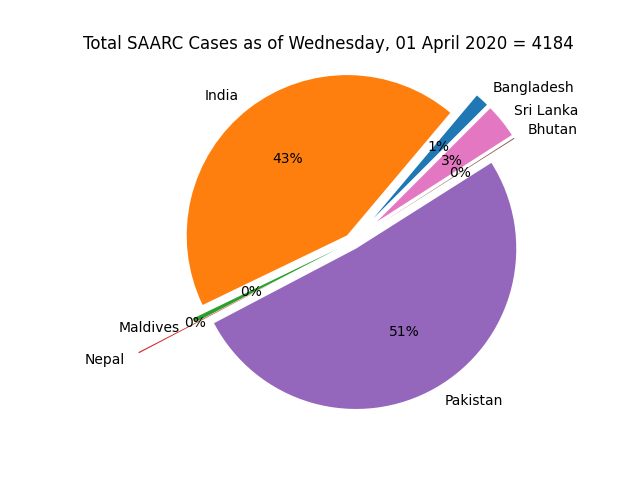 Total SAARC Cases as of Wednesday, 01 April 2020 = 4184
Bangladesh
India
Sri Lanka
Bhutan
1%
43%
3%
0%
0%
Maldives
0%
Nepal
51%
Pakistan